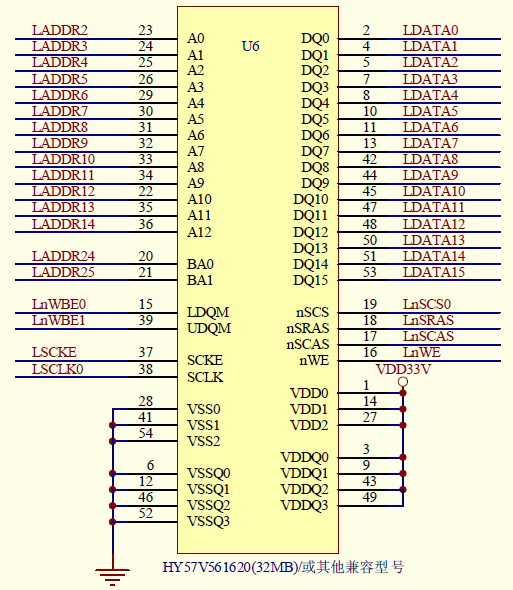 LADDR2 23 A0 U6 DQ0 2 LDATA0
LADDR3 24 A1 DQ1 4 LDATA1
LADDR4 25 A2 DQ2 5 LDATA2
LADDR5 26 A3 DQ3 7 LDATA3
LADDR6 29 A4 DQ4 8 LDATA4
LADDR7 30 A5 DQ5 10 LDATA5
LADDR8 31 A6 DQ6 11 LDATA6
LADDR9 32 A7 DQ7 13 LDATA7
LADDR10 33 A8 DQ8 42 LDATA8
LADDR11 34 A9 DQ9 44 LDATA9
LADDR12 22 A10 DQ10 45 LDATA10
LADDR13 35 A11 DQ11 47 LDATA11
LADDR14 36 A12 DQ12 48 LDATA12
DQ13 50 LDATA13
LADDR24 20 BA0 DQ14 51 LDATA14
LADDR25 21 BA1 DQ15 53 LDATA15
LnWBE0 15 LDQM nSCS 19 LnSCS0
LnWBE1 39 UDQM nSRAS 18 LnSRAS
nSCAS 17 LnSCAS
LSCKE 37 SCKE nWE 16 LnWE
LSCLK0 38 SCLK VDD33V
VDD0 1
28 VSS0 VDD1 14
41 VSS1 VDD2 27
54 VSS2
VDDQ0 3
6 VSSQ0 VDDQ1 9
12 VSSQ1 VDDQ2 43
46 VSSQ2 VDDQ3 49
52 VSSQ3
HY57V561620(32MB)/或其他兼容型号